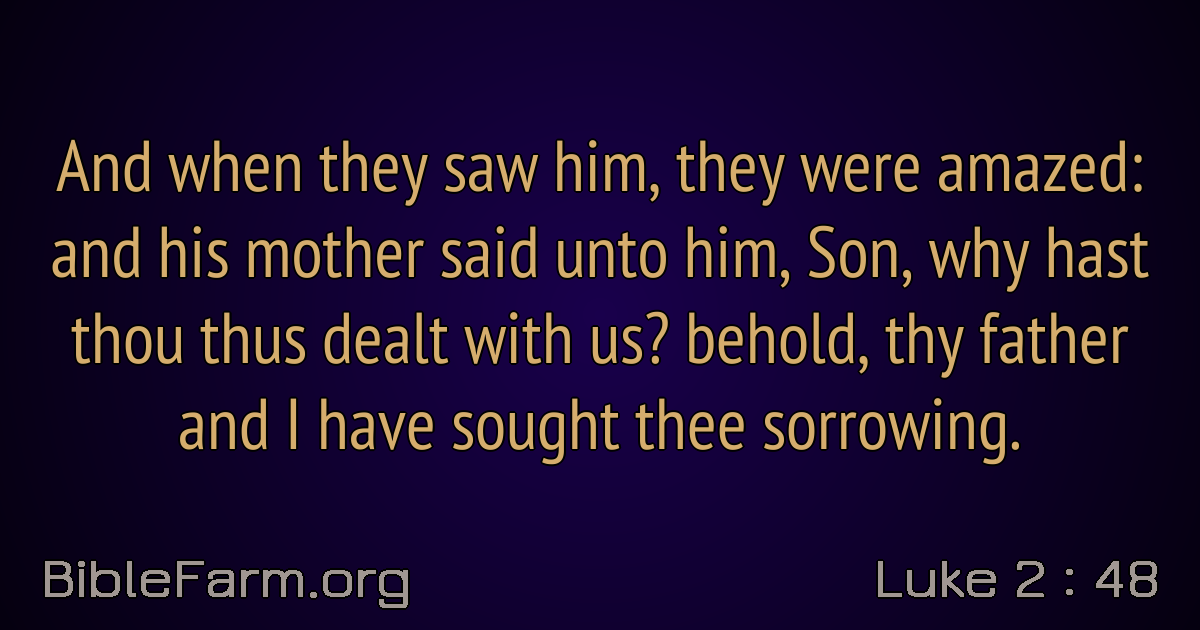 And when they saw him, they were amazed:
and his mother said unto him, Son, why hast
thou thus dealt with us? behold, thy father
and I have sought thee sorrowing.
BibleFarm.org
Luke 2 : 48